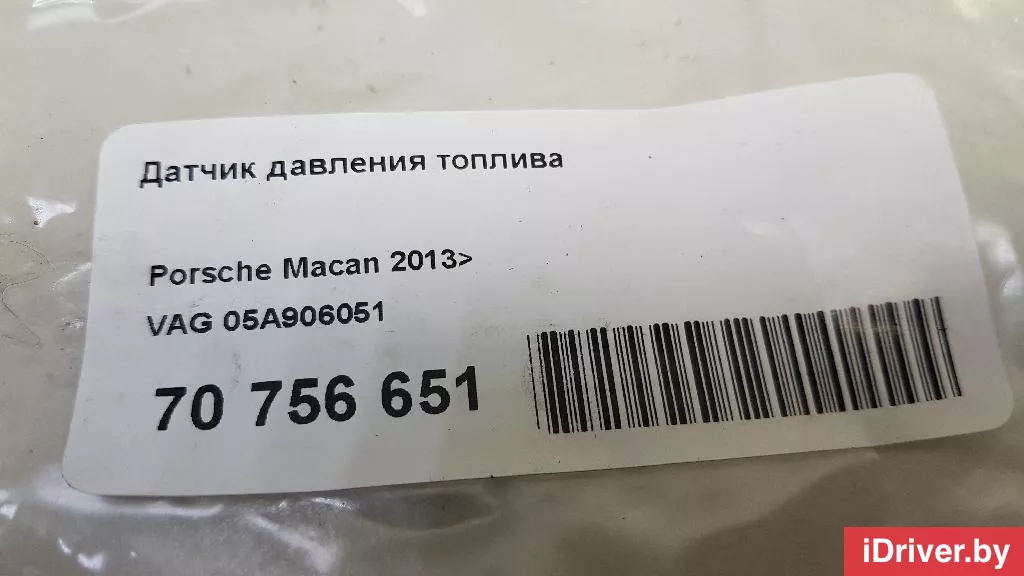 Датчик давления топлива
Porsche Macan 2013>
VAG 05A906051
70 756 651
iDriver.by